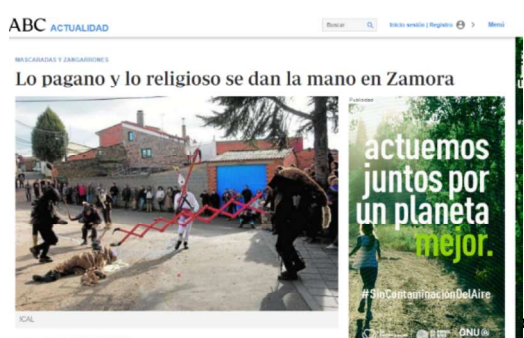 ABC ACTUALIDAD
Buscar
Inicio sesión | Registro
Menú
MASCARADAS Y ZANGARRONES
Lo pagano y lo religioso se dan la mano en Zamora
Publicidad
actuemos
juntos por
un planeta
mejor.
#SinContaminaciónDelAire
ICAL
ONU